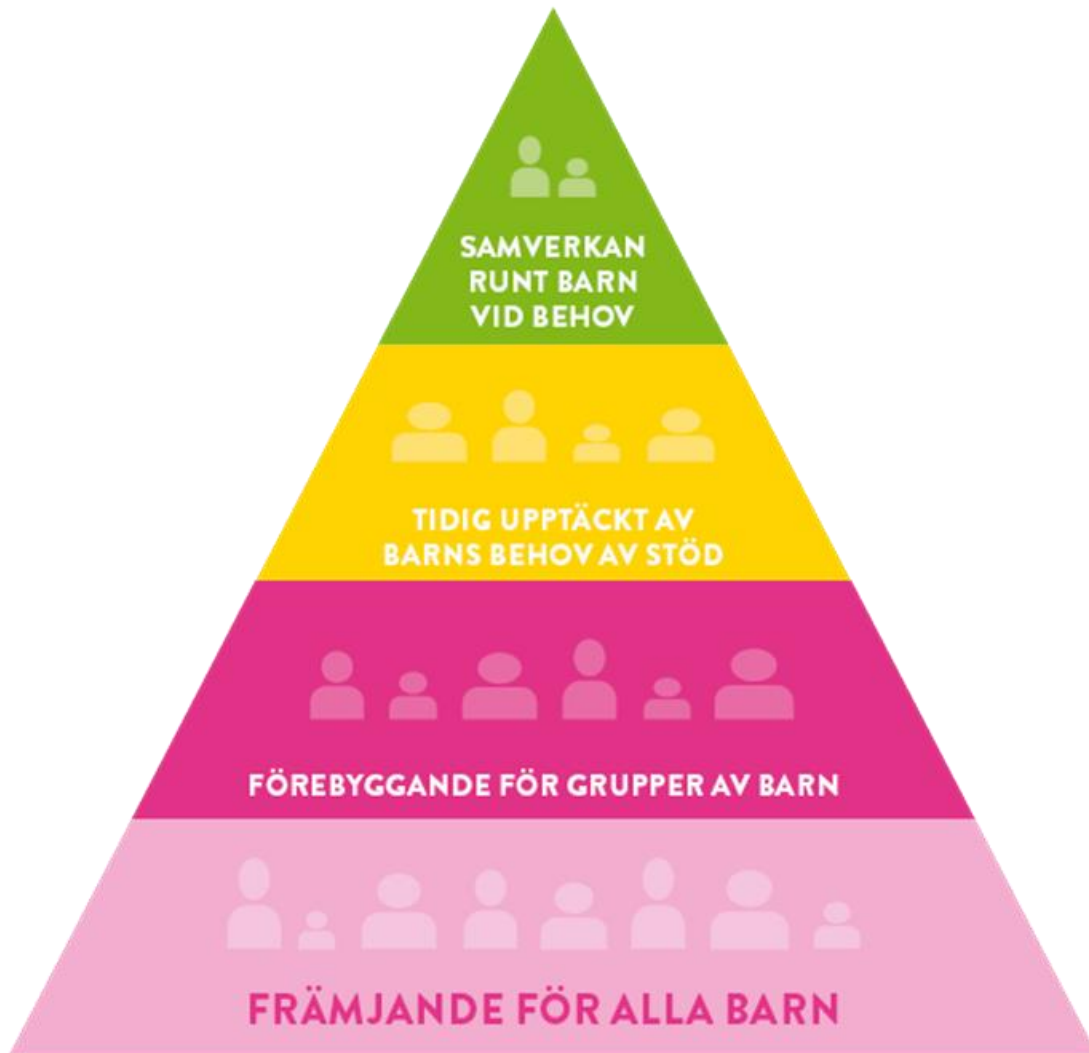 SAMVERKAN
RUNT BARN
VID BEHOV
TIDIG UPPTÄCKT AV
BARNS BEHOV AV STÖD
FÖREBYGGANDE FÖR GRUPPER AV BARN
FRÄMJANDE FÖR ALLA BARN